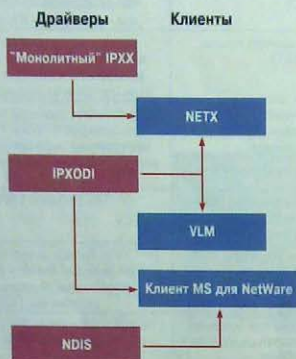 Драйверы Клиенты
"Монолитный" IPXX
NETX
IPXODI
VLM
Клиент MS для NetWare
NDIS